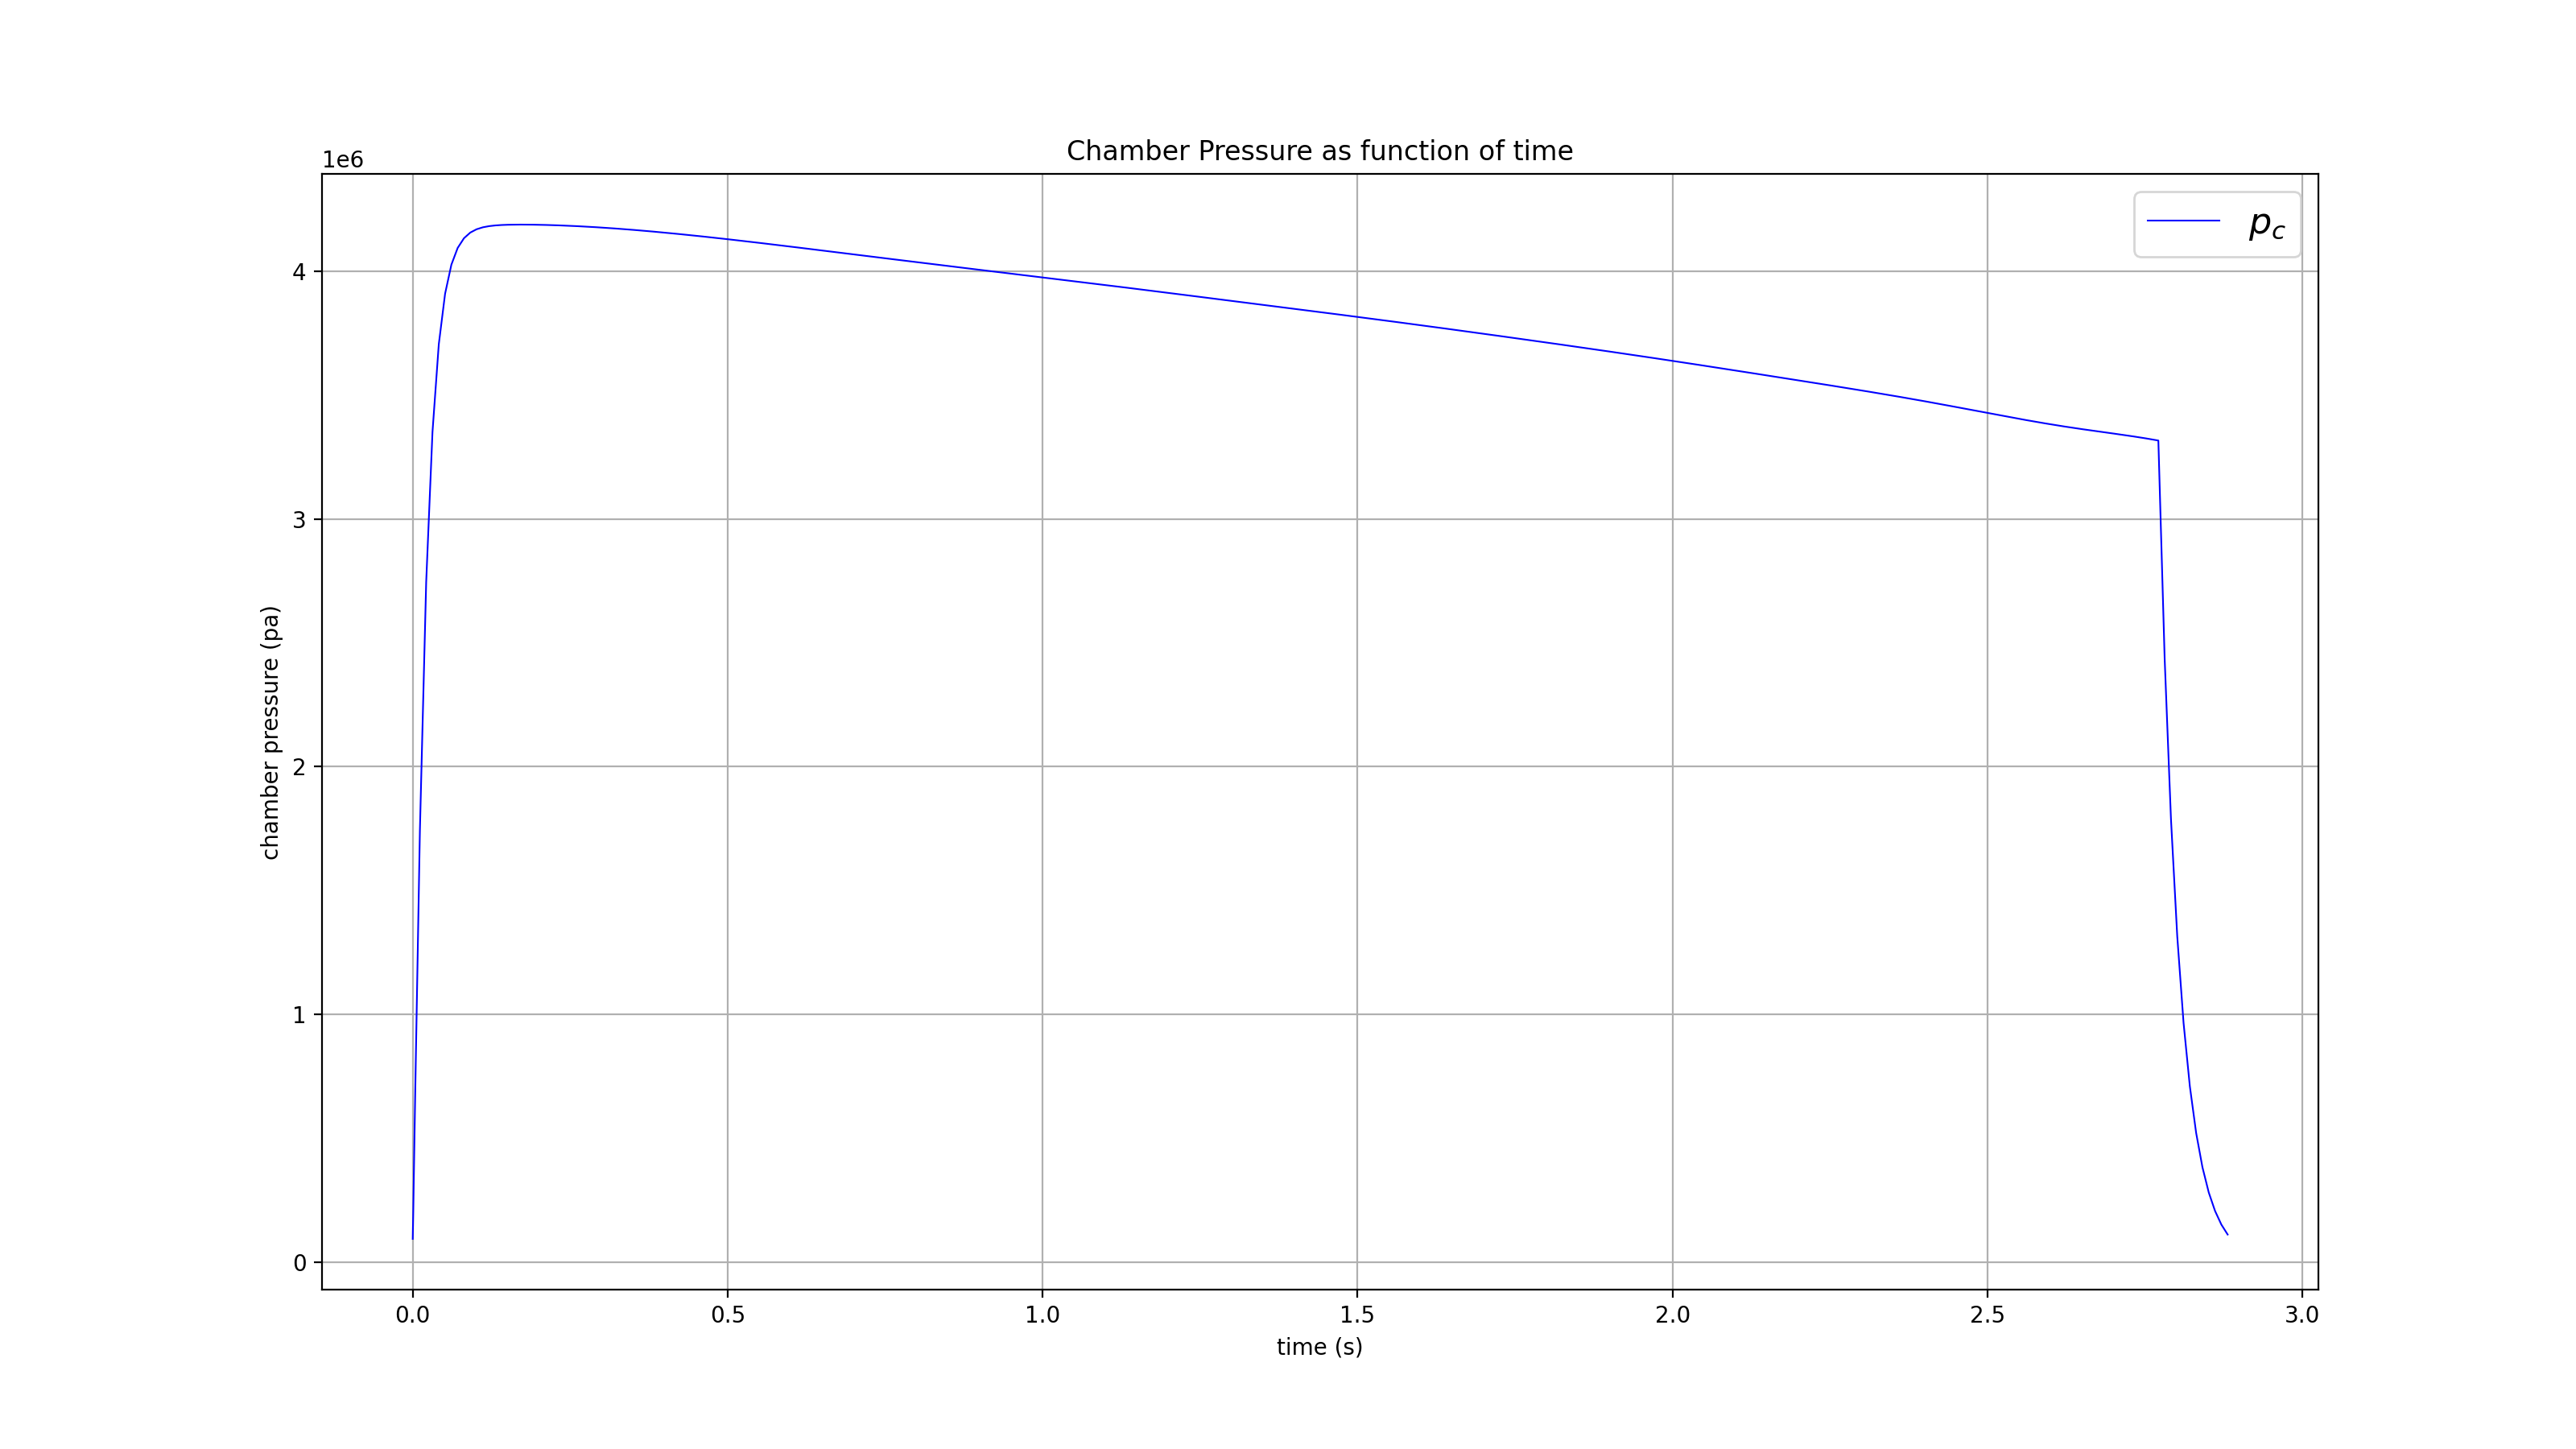 Chamber Pressure as function of time
1e6
p_c
4
3
2
1
0
chamber pressure (pa)
0.0 0.5 1.0 1.5 2.0 2.5 3.0
time (s)